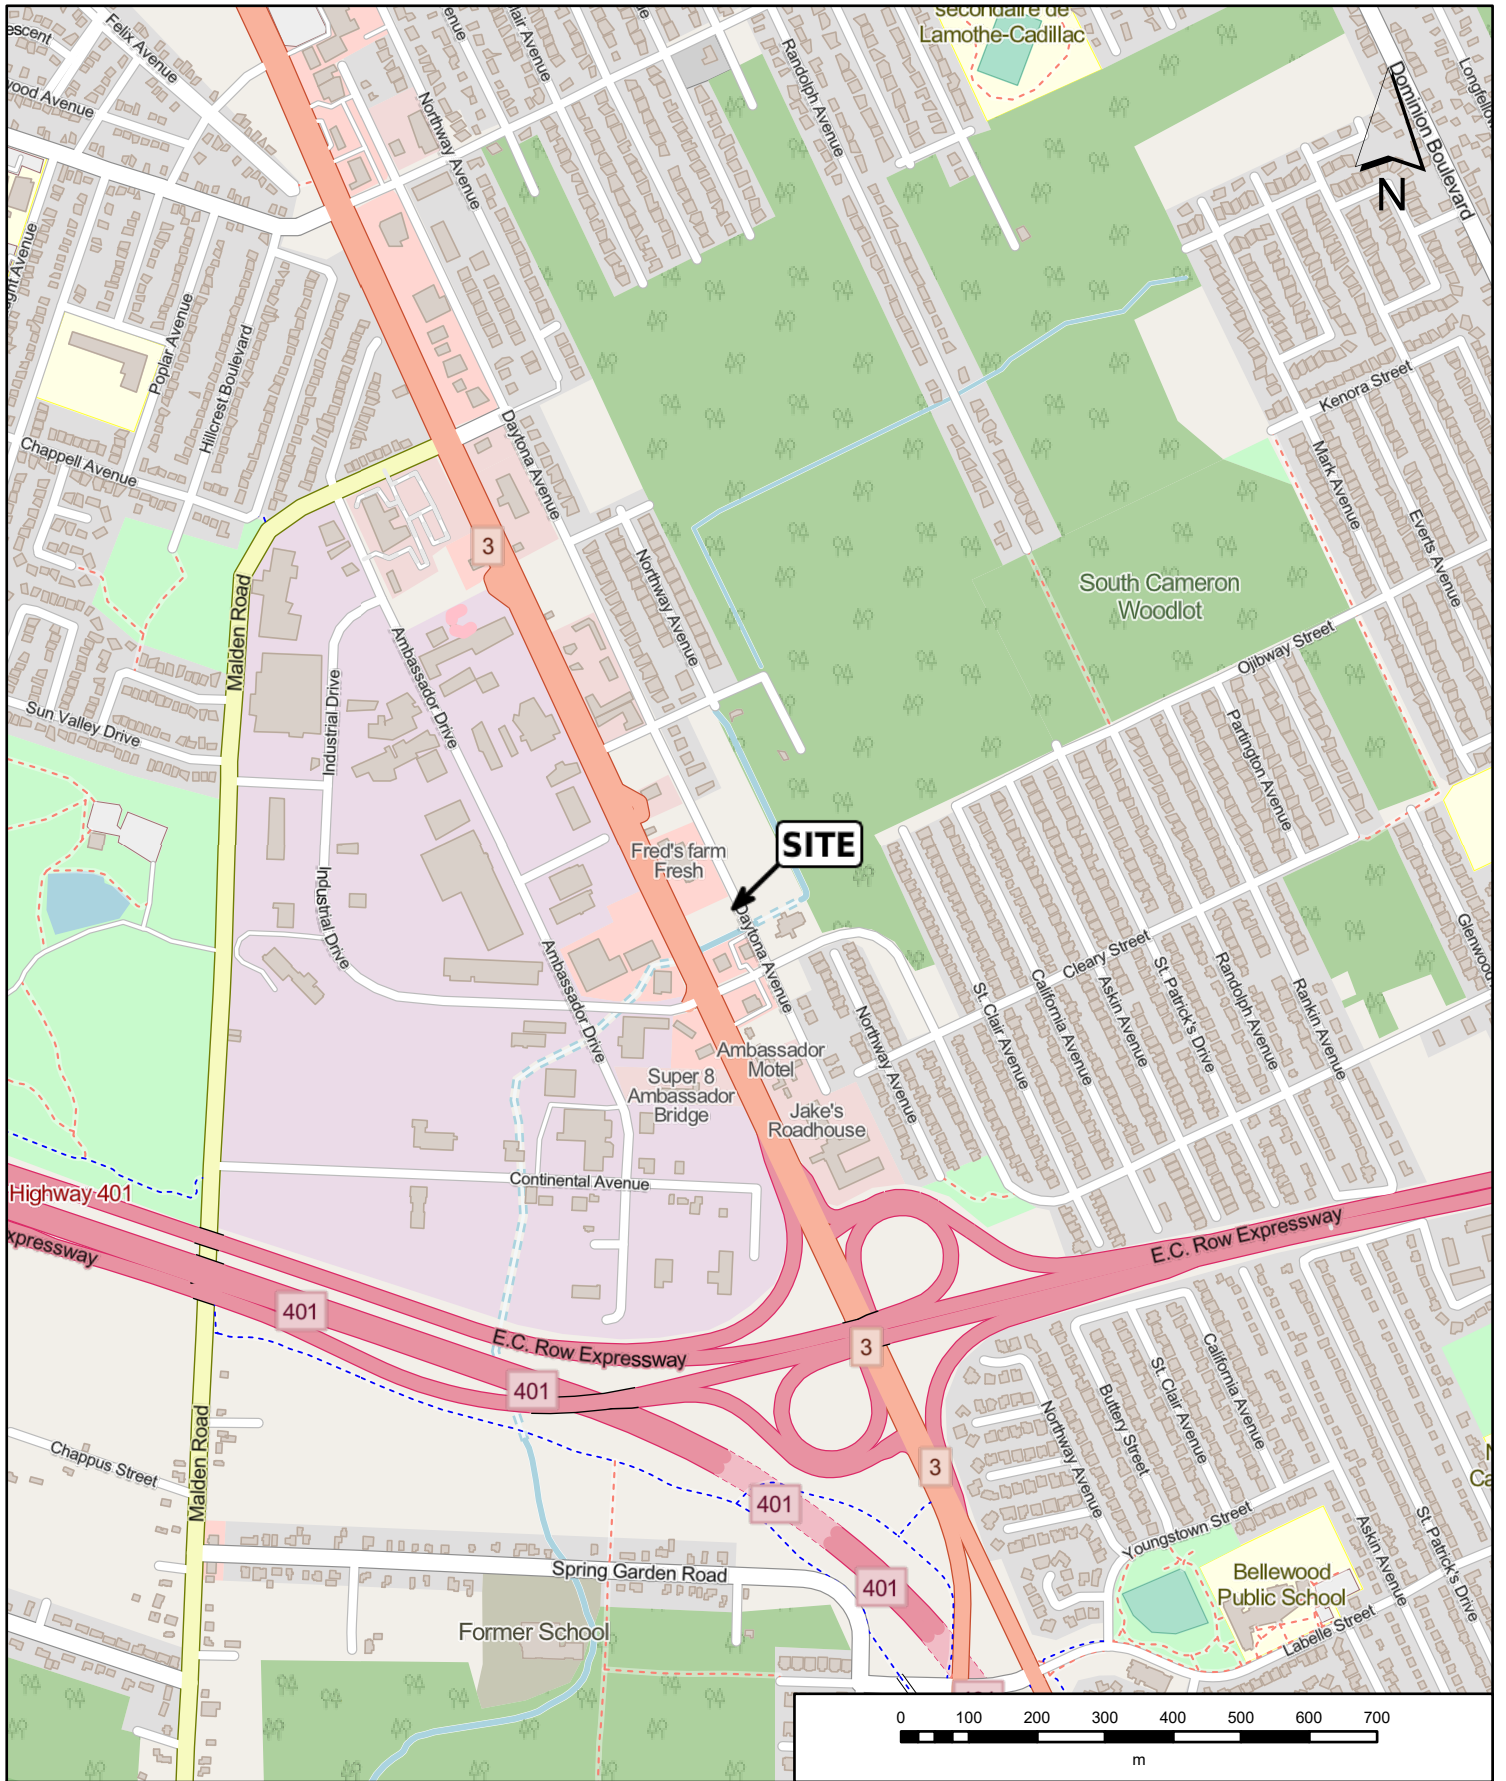 secondaire de
Lamothe-Cadillac
Felix Avenue
Randolph Avenue
Dominion Boulevard
N
Northway Avenue
Poplar Avenue
Hillcrest Boulevard
Kenora Street
Chappell Avenue
Daytona Avenue
Mark Avenue
Everts Avenue
3
South Cameron
Woodlot
Northway Avenue
Malden Road
Ambassador Drive
Industrial Drive
Ojibway Street
Sun Valley Drive
Partington Avenue
SITE
Fred's farm
Fresh
Industrial Drive
Daytona Avenue
Ambassador Drive
Cleary Street
St. Clair Avenue
California Avenue
Askin Avenue
St. Patrick's Drive
Randolph Avenue
Rankin Avenue
Northway Avenue
Ambassador
Motel
Super 8
Ambassador
Bridge
Jake's
Roadhouse
Continental Avenue
Highway 401
xpressway
E.C. Row Expressway
401
E.C. Row Expressway
3
401
Northway Avenue
Buttery Street
St. Clair Avenue
California Avenue
Chappus Street
Malden Road
3
401
Youngstown Street
Askin Avenue
St. Patrick's Drive
Spring Garden Road
401
Bellewood
Public School
Former School
Labelle Street
0 100 200 300 400 500 600 700
m